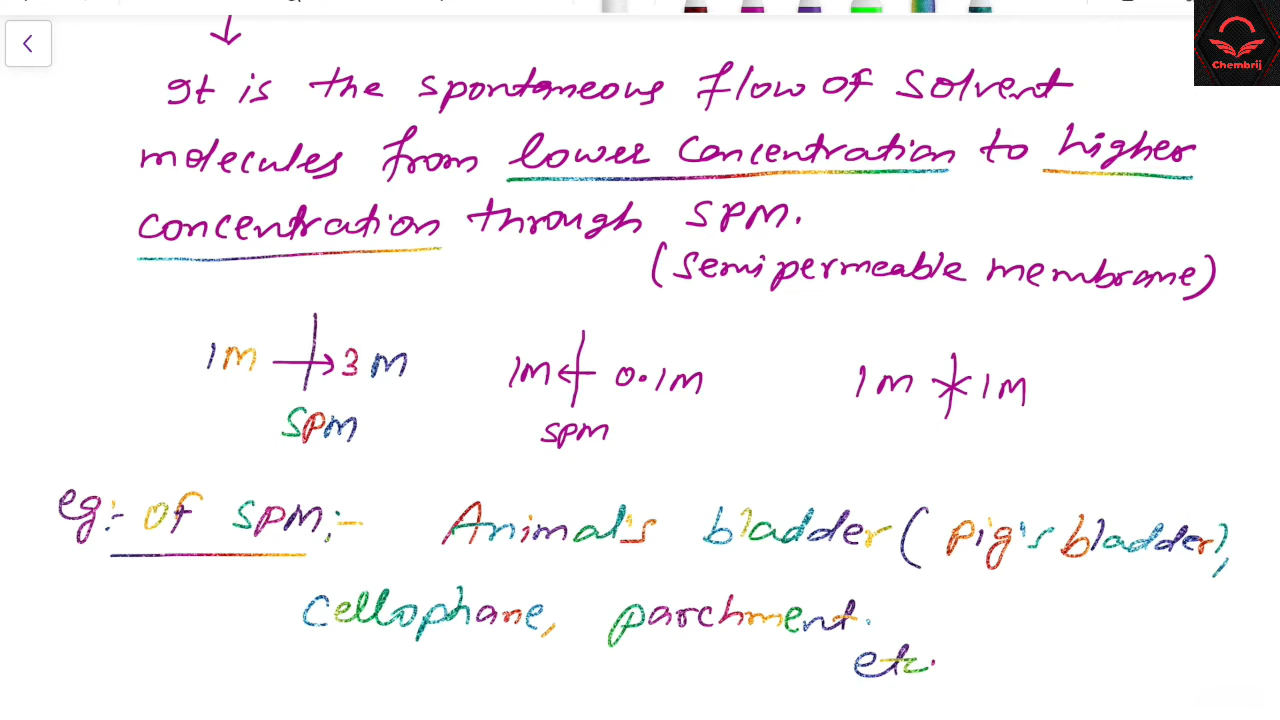 Chembrij
It is the spontaneous flow of solvent
molecules from lower concentration to higher
concentration through SPM.
(semipermeable membrane)
1M → 3M 1M ← 0.1M 1M 1M
SPM SPM
eg:- of SPM:- Animal's bladder (pig's bladder),
cellophane, parchment.
etc.